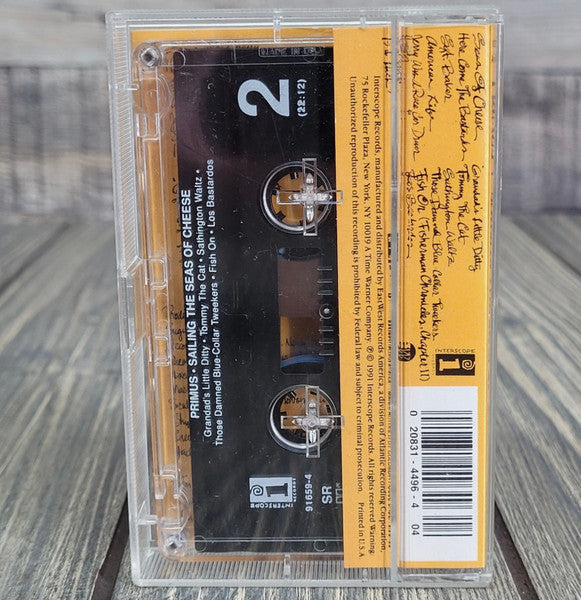 MADE IN U.S.A.
2
(22:12)
PRIMUS • SAILING THE SEAS OF CHEESE
Grandad's Little Ditty • Tommy The Cat • Sathington Waltz •
Those Damned Blue-Collar Tweekers • Fish On • Los Bastardos
INTERSCOPE
RECORDS
91659-4
SR
Interscope Records, manufactured and distributed by EastWest Records America, a division of Atlantic Recording Corporation,
75 Rockefeller Plaza, New York, NY 10019 A Time Warner Company. ℗ © 1991 Interscope Records. All rights reserved Warning:
Unauthorized reproduction of this recording is prohibited by Federal law and subject to criminal prosecution. Printed in U.S.A.
Seas Of Cheese
Here Come The Bastards
Sgt. Baker
American Life
Jerry Was A Race Car Driver
Grandad's Little Ditty
Tommy The Cat
Sathington Waltz
Those Damned Blue Collar Tweekers
Fish On (Fisherman Chronicles, Chapter II)
Los Bastardos
INTERSCOPE
0 20831-4496-4 04